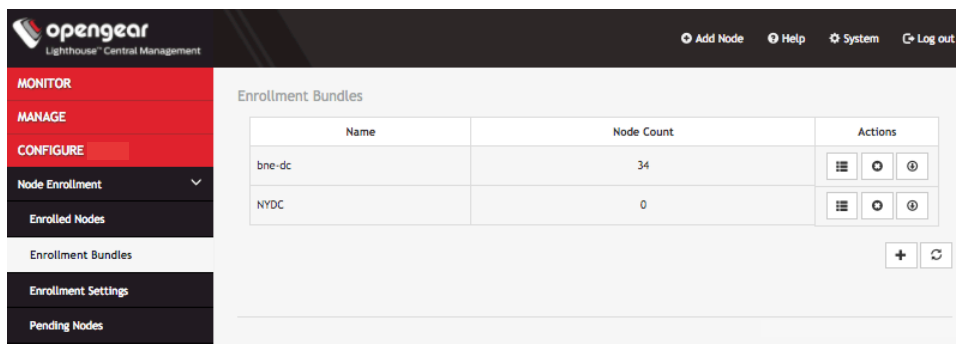 opengear
Lighthouse™ Central Management
Add Node Help System Log out
MONITOR
MANAGE
CONFIGURE
Node Enrollment
Enrolled Nodes
Enrollment Bundles
Enrollment Settings
Pending Nodes
Enrollment Bundles
Name Node Count Actions
bne-dc 34
NYDC 0